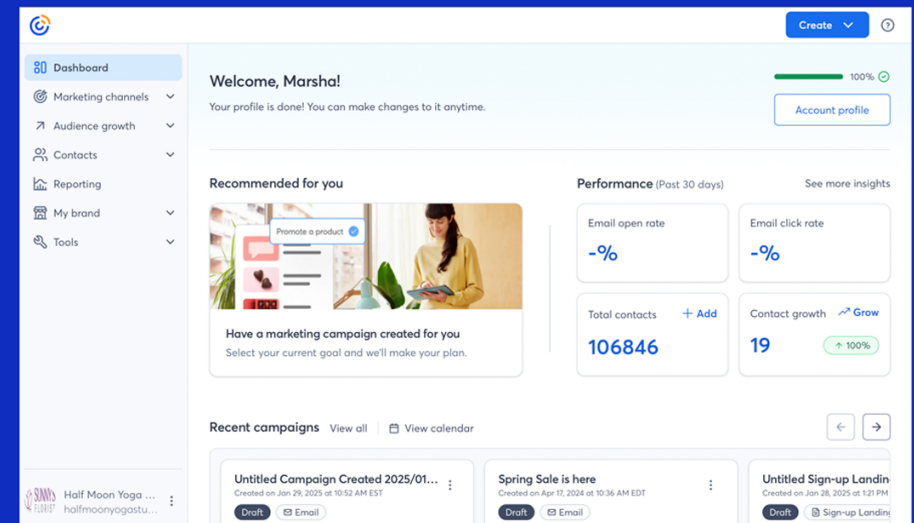 Create
Dashboard
Marketing channels
Audience growth
Contacts
Reporting
My brand
Tools
Half Moon Yoga ...
halfmoonyogastu...
SUNNY'S
FLORIST
Welcome, Marsha!
Your profile is done! You can make changes to it anytime.
100%
Account profile
Recommended for you
Promote a product
Have a marketing campaign created for you
Select your current goal and we'll make your plan.
Performance (Past 30 days)
See more insights
Email open rate
-%
Email click rate
-%
Total contacts
+ Add
106846
Contact growth
Grow
19
↑ 100%
Recent campaigns
View all
View calendar
Untitled Campaign Created 2025/01...
Created on Jan 29, 2025 at 10:52 AM EST
Draft
Email
Spring Sale is here
Created on Apr 17, 2024 at 10:36 AM EDT
Draft
Email
Untitled Sign-up Landin
Created on Jan 28, 2025 at 1:21 PM
Draft
Sign-up Landing